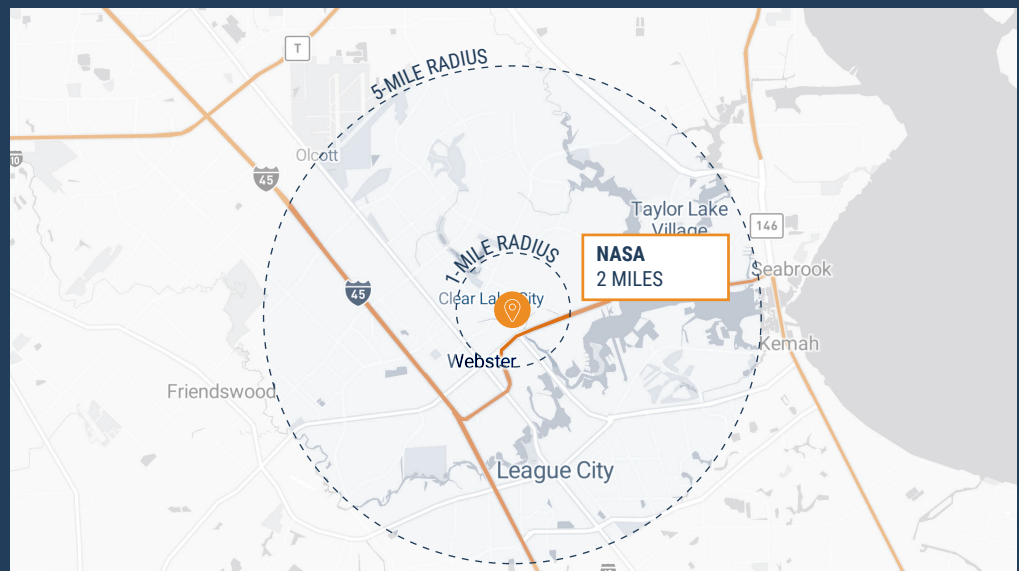 T
5-MILE RADIUS
Olcott
10
45
Taylor Lake
Village
146
1-MILE RADIUS
NASA
2 MILES
Seabrook
45
Clear Lake City
Kemah
Webster
Friendswood
League City